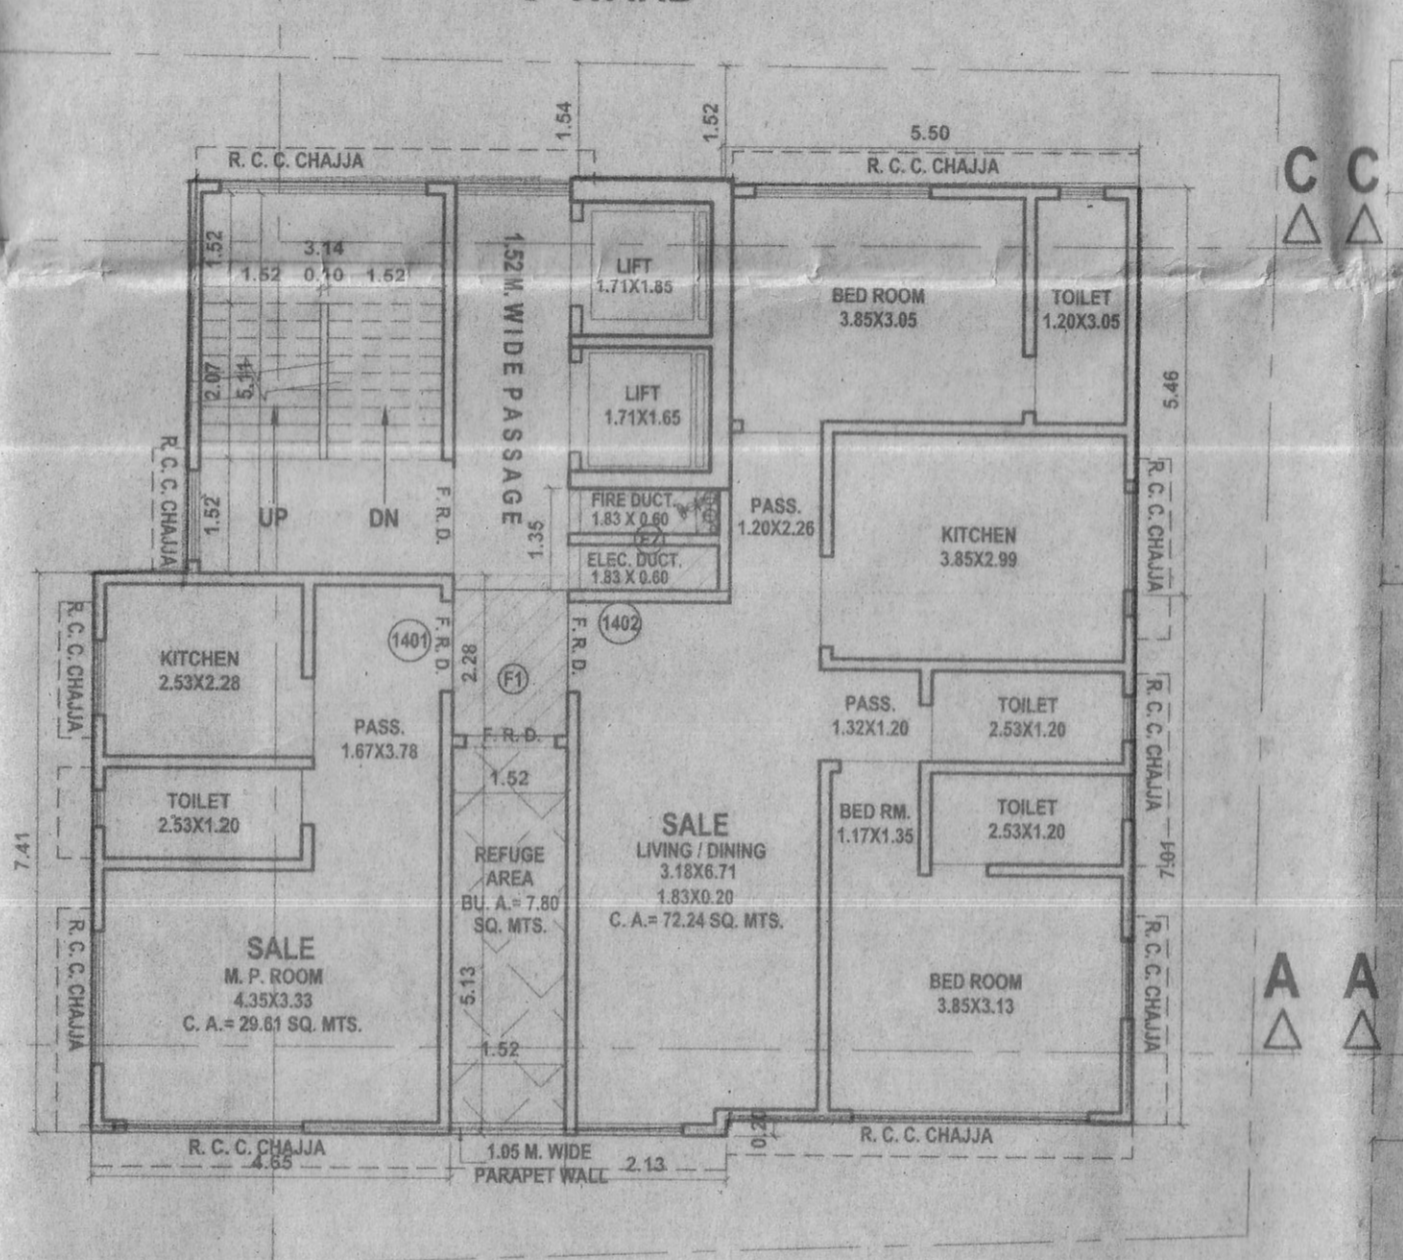 1.54
1.52
5.50
R. C. C. CHAJJA
R. C. C. CHAJJA
C C
1.52
3.14
1.52 0.10 1.52
1.52 M. WIDE PASSAGE
LIFT
1.71X1.85
BED ROOM
3.85X3.05
TOILET
1.20X3.05
2.07
5.11
LIFT
1.71X1.65
5.46
R. C. C. CHAJJA
1.52
UP
DN
F. R. D.
1.35
FIRE DUCT.
1.83 X 0.60
ELEC. DUCT.
1.83 X 0.60
PASS.
1.20X2.26
KITCHEN
3.85X2.99
R. C. C. CHAJJA
R. C. C. CHAJJA
KITCHEN
2.53X2.28
1401
F. R. D.
2.28
F1
F. R. D.
1402
PASS.
1.67X3.78
F. R. D.
1.52
PASS.
1.32X1.20
TOILET
2.53X1.20
R. C. C. CHAJJA
TOILET
2.53X1.20
7.41
BED RM.
1.17X1.35
TOILET
2.53X1.20
7.01
REFUGE
AREA
BU. A.= 7.80
SQ. MTS.
SALE
LIVING / DINING
3.18X6.71
1.83X0.20
C. A.= 72.24 SQ. MTS.
R. C. C. CHAJJA
SALE
M. P. ROOM
4.35X3.33
C. A.= 29.61 SQ. MTS.
5.13
1.52
BED ROOM
3.85X3.13
R. C. C. CHAJJA
A A
R. C. C. CHAJJA
4.65
1.05 M. WIDE
PARAPET WALL
2.13
R. C. C. CHAJJA